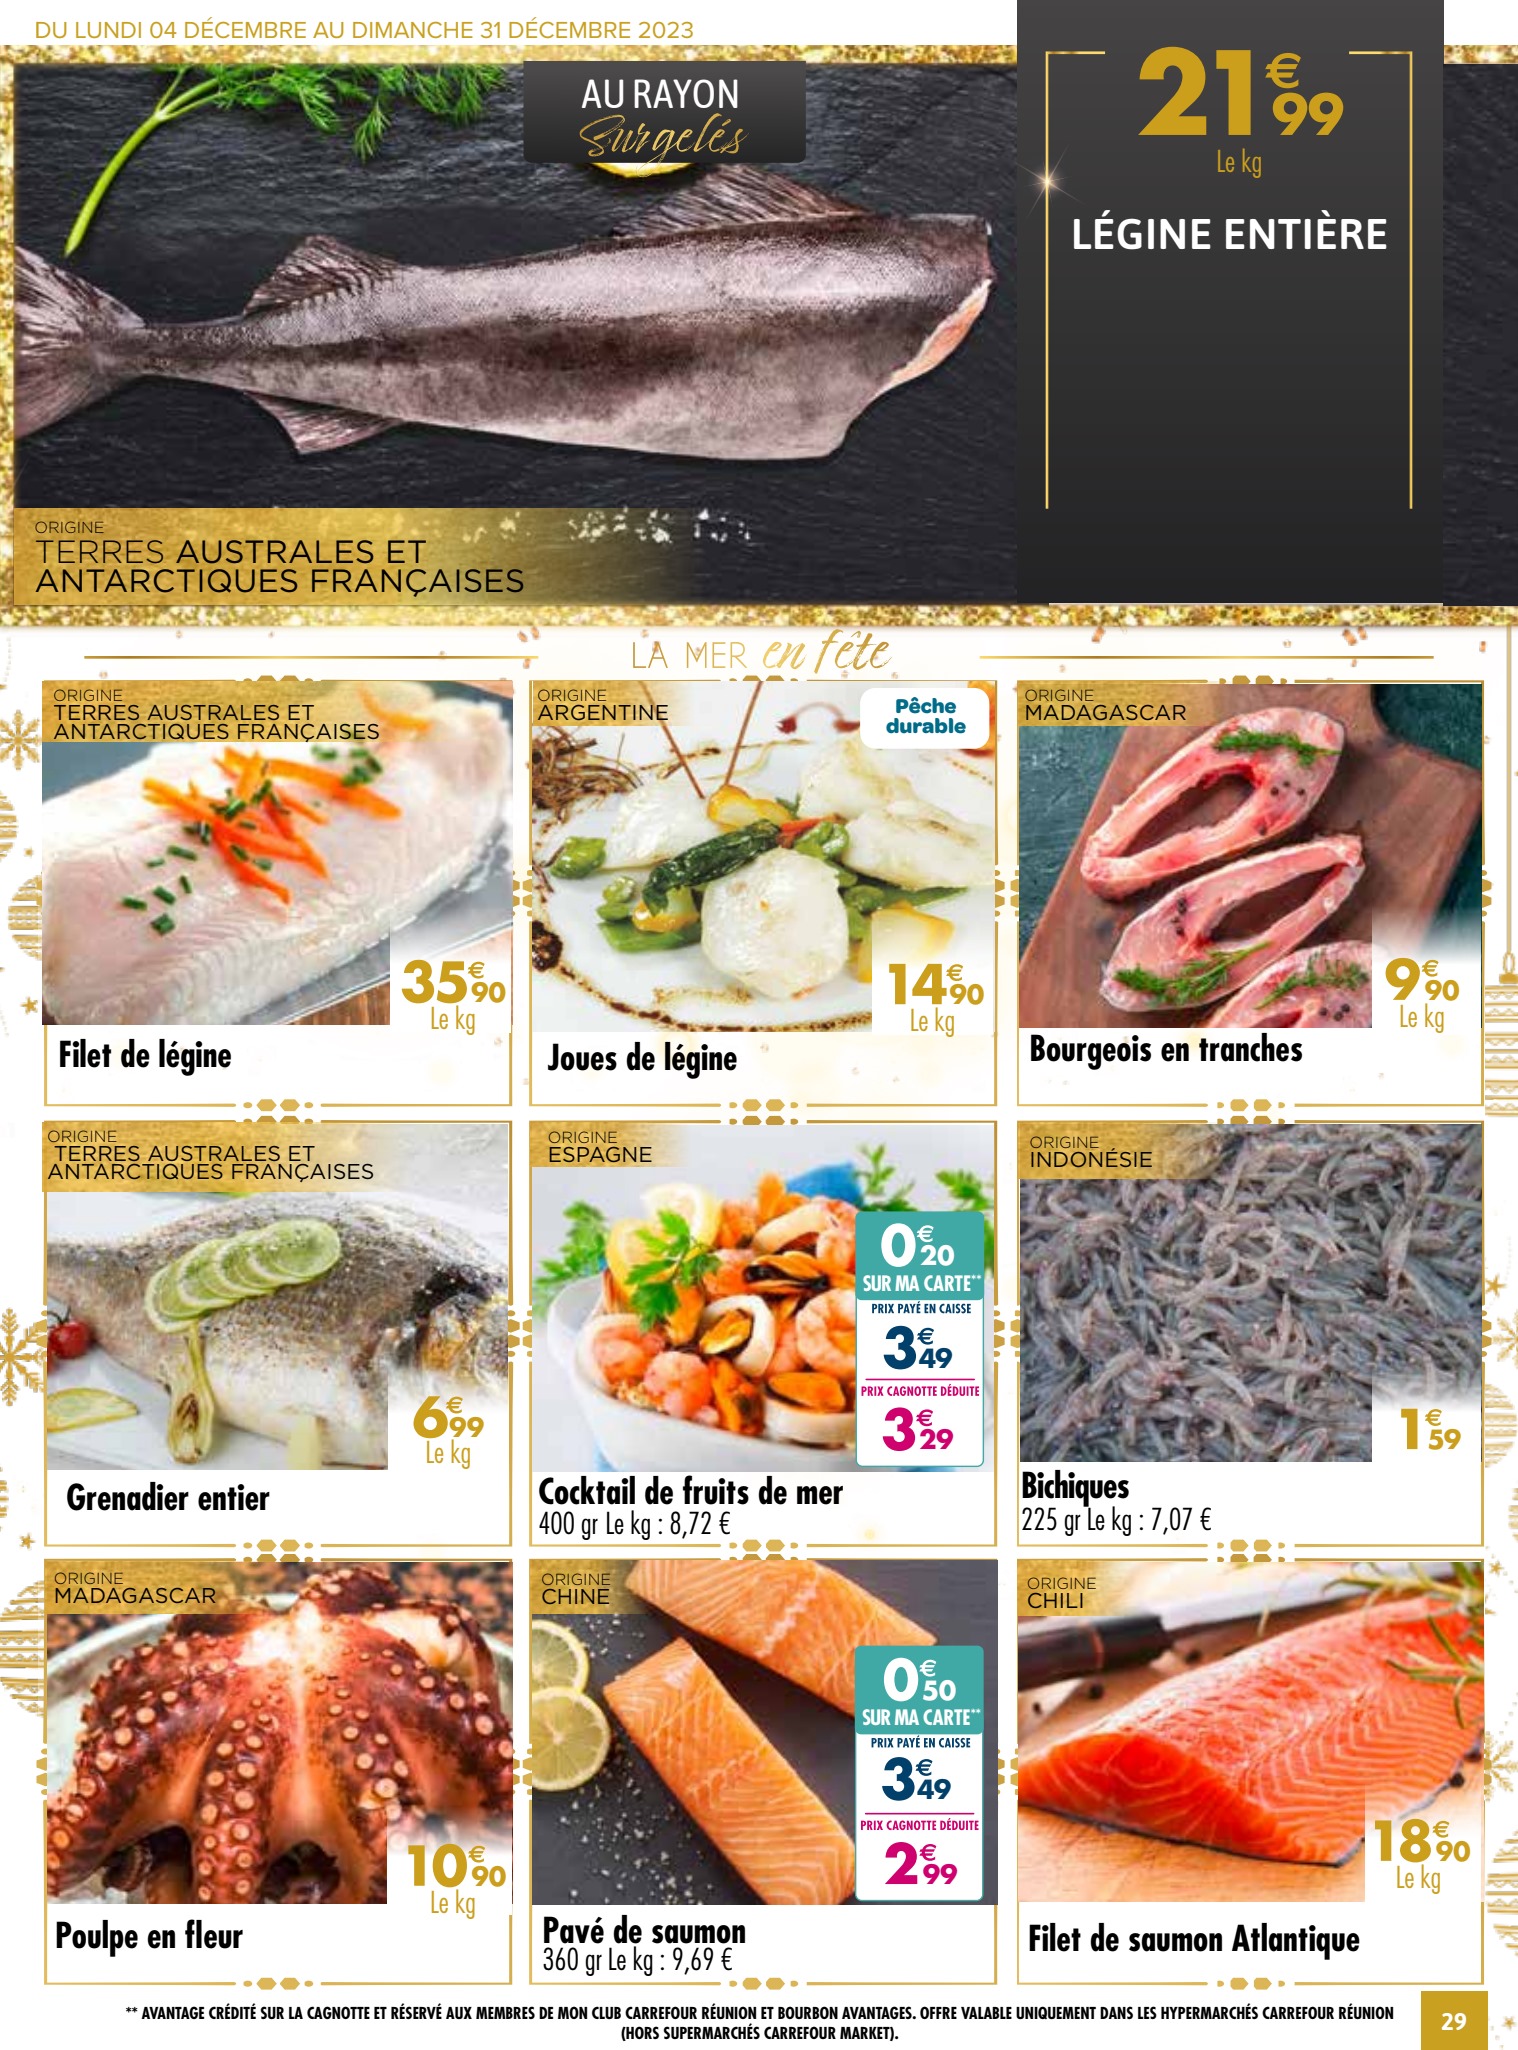 DU LUNDI 04 DÉCEMBRE AU DIMANCHE 31 DÉCEMBRE 2023
AU RAYON
Surgelés
21€99
Le kg
LÉGINE ENTIÈRE
ORIGINE
TERRES AUSTRALES ET
ANTARCTIQUES FRANÇAISES
LA MER en fête
ORIGINE
TERRES AUSTRALES ET
ANTARCTIQUES FRANÇAISES
35€90
Le kg
Filet de légine
ORIGINE
ARGENTINE
Pêche
durable
14€90
Le kg
Joues de légine
ORIGINE
MADAGASCAR
9€90
Le kg
Bourgeois en tranches
ORIGINE
TERRES AUSTRALES ET
ANTARCTIQUES FRANÇAISES
6€99
Le kg
Grenadier entier
ORIGINE
ESPAGNE
0€20
SUR MA CARTE**
PRIX PAYÉ EN CAISSE
3€49
PRIX CAGNOTTE DÉDUITE
3€29
Cocktail de fruits de mer
400 gr Le kg : 8,72 €
ORIGINE
INDONÉSIE
1€59
Bichiques
225 gr Le kg : 7,07 €
ORIGINE
MADAGASCAR
10€90
Le kg
Poulpe en fleur
ORIGINE
CHINE
0€50
SUR MA CARTE**
PRIX PAYÉ EN CAISSE
3€49
PRIX CAGNOTTE DÉDUITE
2€99
Pavé de saumon
360 gr Le kg : 9,69 €
ORIGINE
CHILI
18€90
Le kg
Filet de saumon Atlantique
** AVANTAGE CRÉDITÉ SUR LA CAGNOTTE ET RÉSERVÉ AUX MEMBRES DE MON CLUB CARREFOUR RÉUNION ET BOURBON AVANTAGES. OFFRE VALABLE UNIQUEMENT DANS LES HYPERMARCHÉS CARREFOUR RÉUNION
(HORS SUPERMARCHÉS CARREFOUR MARKET).
29